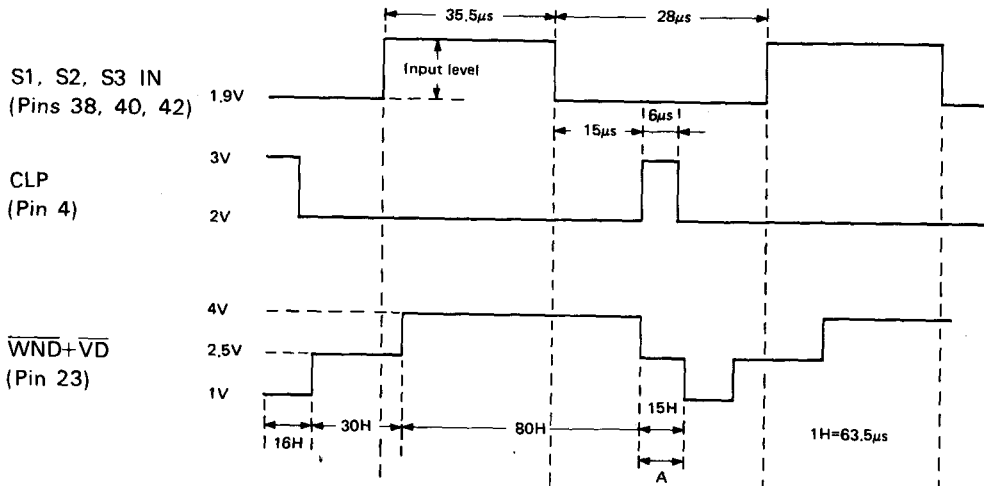 35.5μs
28μs
S1, S2, S3 IN
(Pins 38, 40, 42)
Input level
1.9V
6μs
15μs
3V
CLP
(Pin 4)
2V
4V
WND+VD
(Pin 23)
2.5V
1V
16H
30H
80H
15H
A
1H=63.5μs